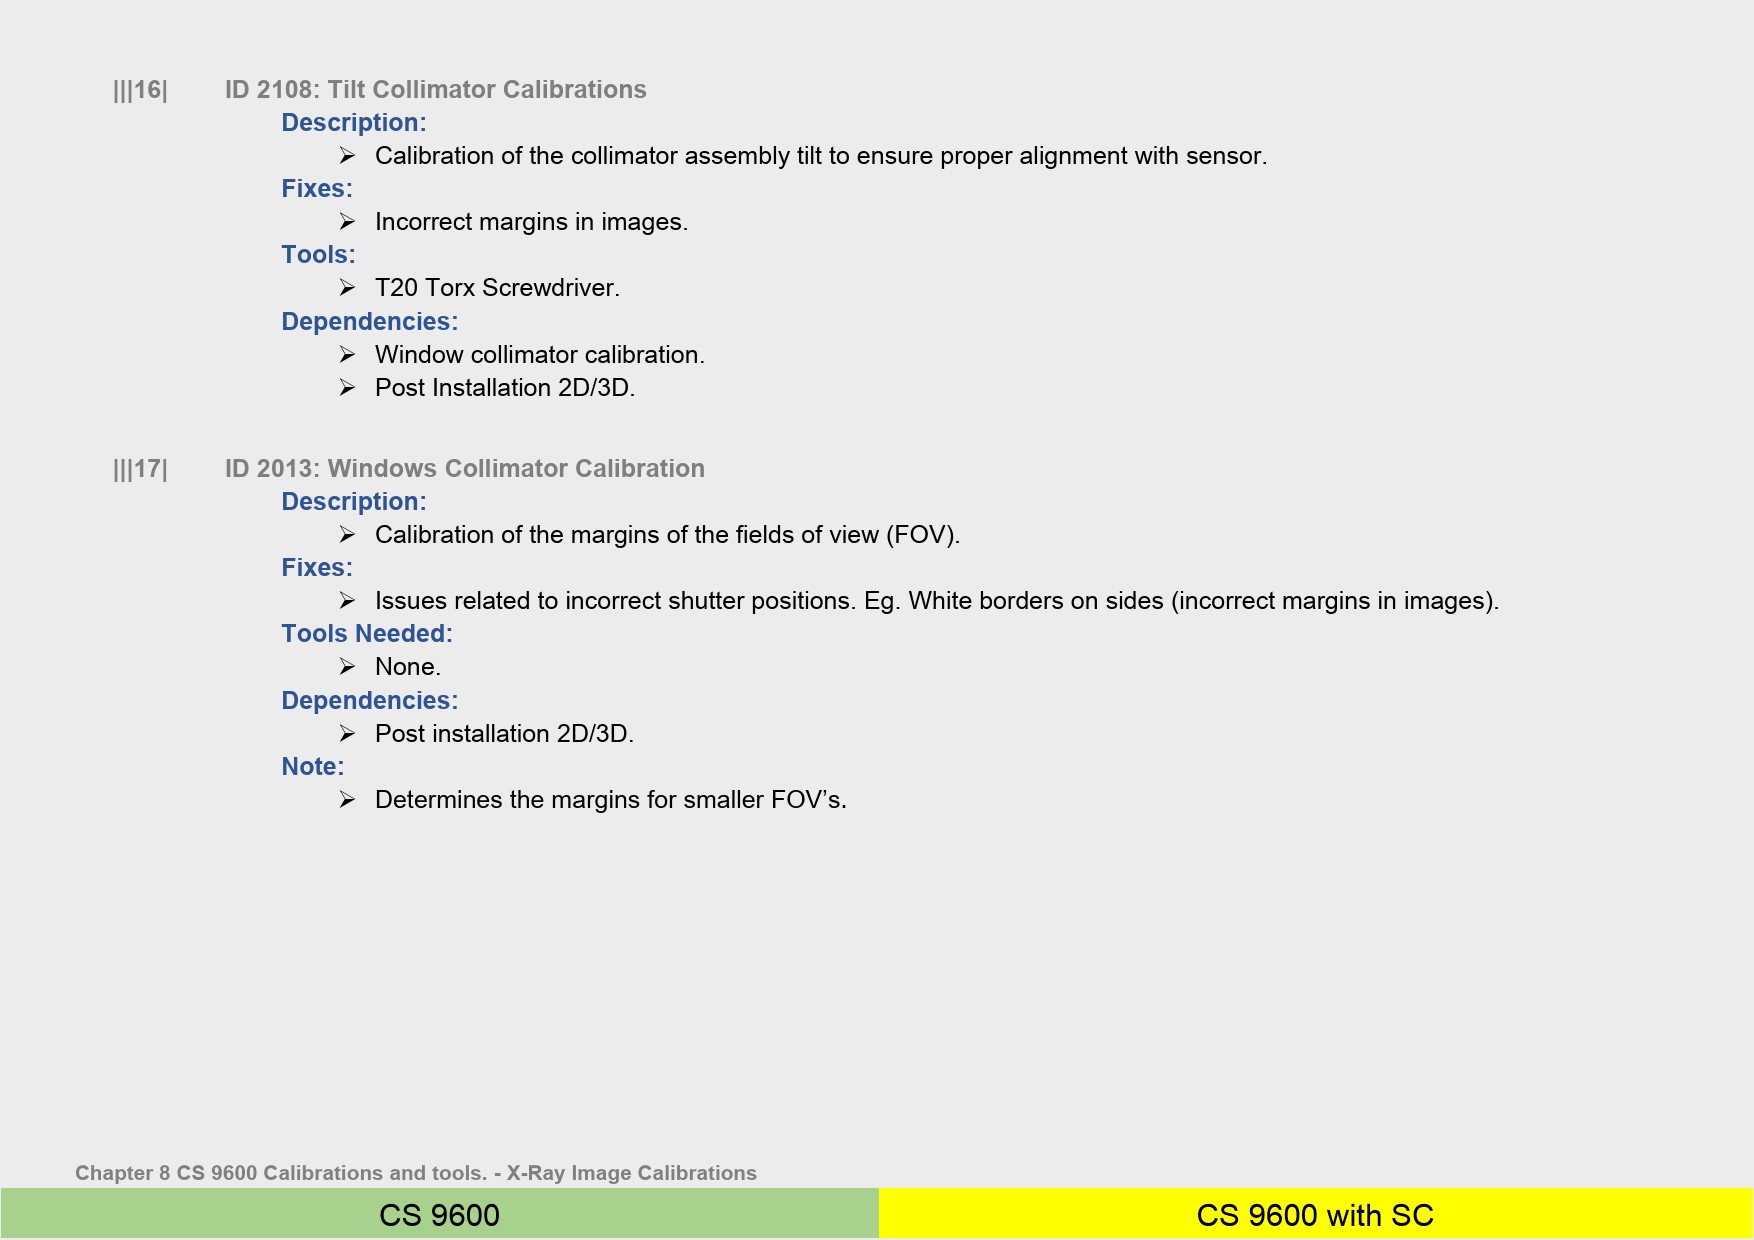 |||16| ID 2108: Tilt Collimator Calibrations
Description:
➢ Calibration of the collimator assembly tilt to ensure proper alignment with sensor.
Fixes:
➢ Incorrect margins in images.
Tools:
➢ T20 Torx Screwdriver.
Dependencies:
➢ Window collimator calibration.
➢ Post Installation 2D/3D.
|||17| ID 2013: Windows Collimator Calibration
Description:
➢ Calibration of the margins of the fields of view (FOV).
Fixes:
➢ Issues related to incorrect shutter positions. Eg. White borders on sides (incorrect margins in images).
Tools Needed:
➢ None.
Dependencies:
➢ Post installation 2D/3D.
Note:
➢ Determines the margins for smaller FOV’s.
Chapter 8 CS 9600 Calibrations and tools. - X-Ray Image Calibrations
CS 9600 CS 9600 with SC